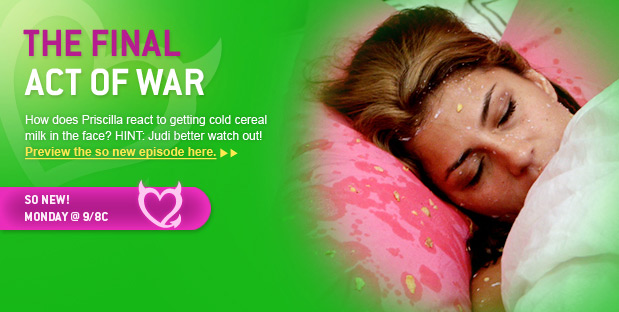 THE FINAL
ACT OF WAR
How does Priscilla react to getting cold cereal
milk in the face? HINT: Judi better watch out!
Preview the so new episode here.
SO NEW!
MONDAY @ 9/8C